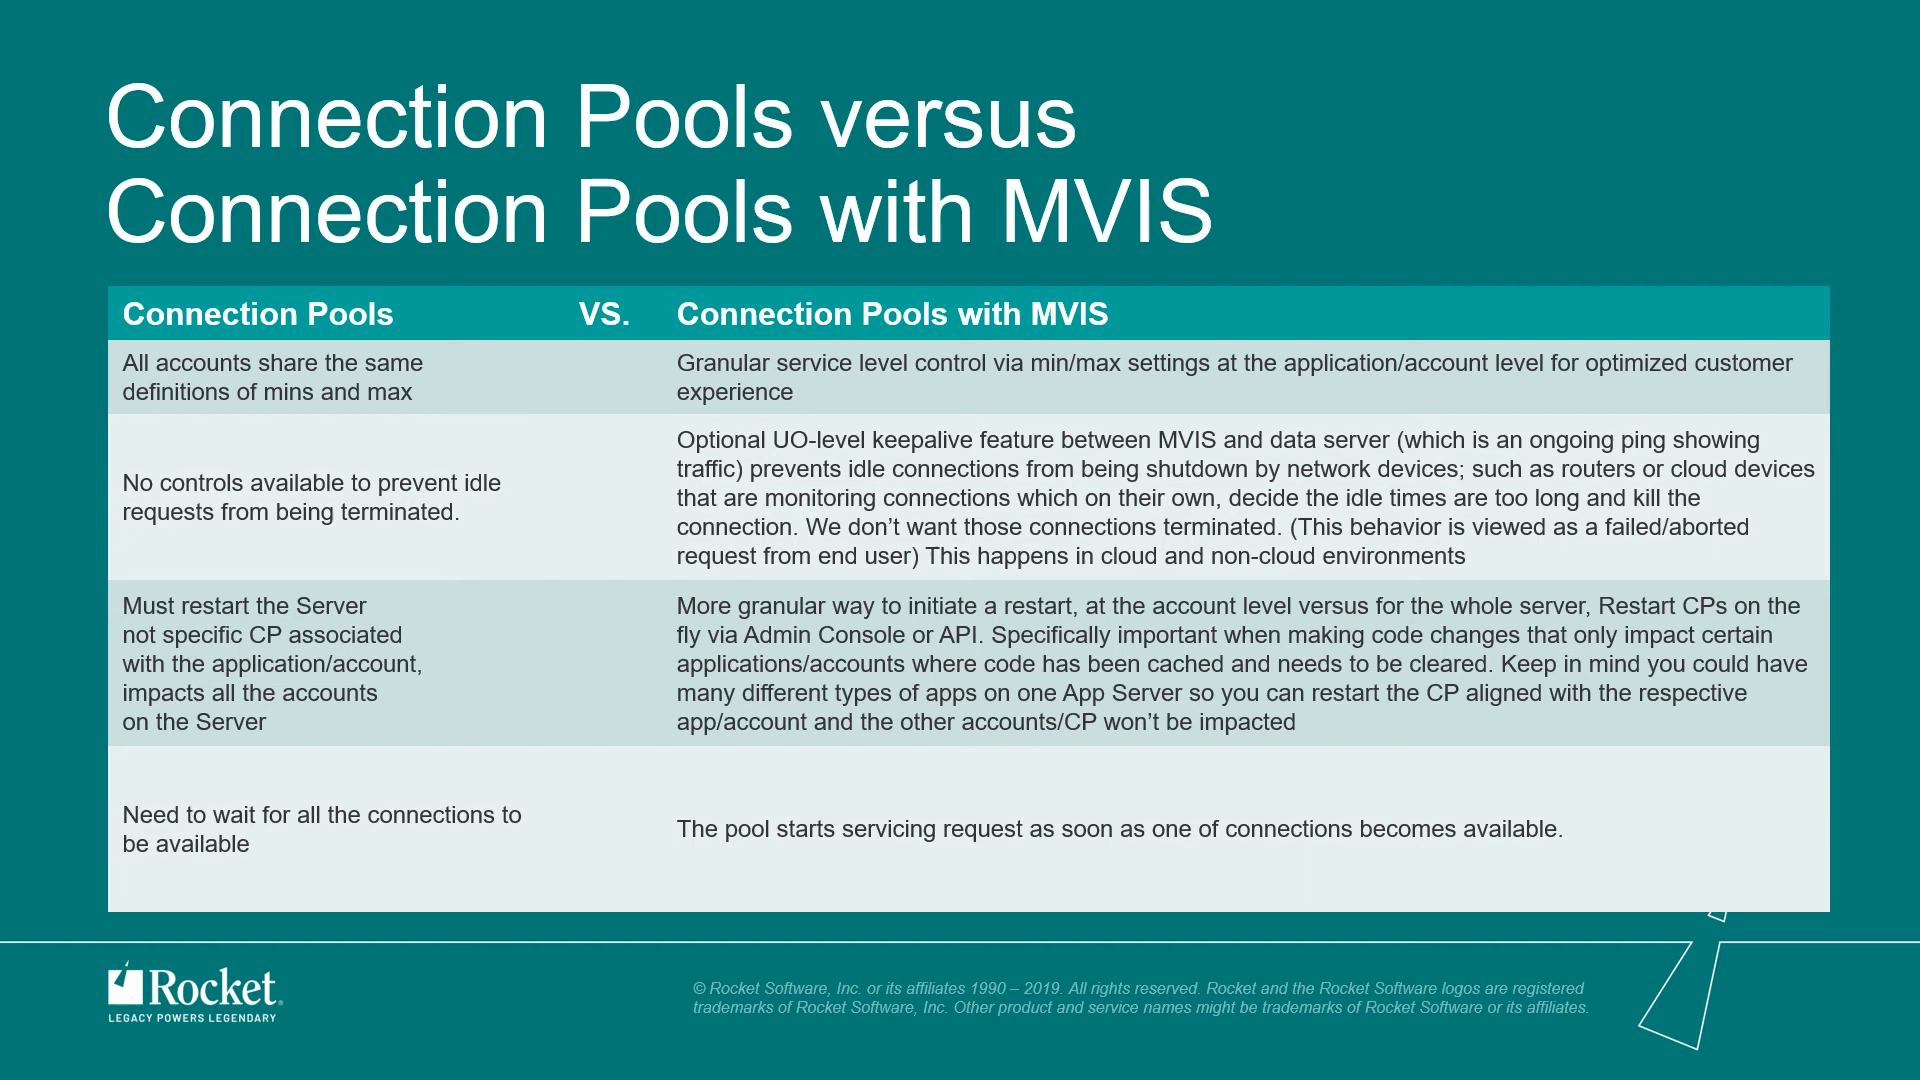 Connection Pools versus
Connection Pools with MVIS
Connection Pools VS. Connection Pools with MVIS
All accounts share the same
definitions of mins and max
Granular service level control via min/max settings at the application/account level for optimized customer
experience
No controls available to prevent idle
requests from being terminated.
Optional UO-level keepalive feature between MVIS and data server (which is an ongoing ping showing
traffic) prevents idle connections from being shutdown by network devices; such as routers or cloud devices
that are monitoring connections which on their own, decide the idle times are too long and kill the
connection. We don’t want those connections terminated. (This behavior is viewed as a failed/aborted
request from end user) This happens in cloud and non-cloud environments
Must restart the Server
not specific CP associated
with the application/account,
impacts all the accounts
on the Server
More granular way to initiate a restart, at the account level versus for the whole server, Restart CPs on the
fly via Admin Console or API. Specifically important when making code changes that only impact certain
applications/accounts where code has been cached and needs to be cleared. Keep in mind you could have
many different types of apps on one App Server so you can restart the CP aligned with the respective
app/account and the other accounts/CP won’t be impacted
Need to wait for all the connections to
be available
The pool starts servicing request as soon as one of connections becomes available.
Rocket®
LEGACY POWERS LEGENDARY
© Rocket Software, Inc. or its affiliates 1990 – 2019. All rights reserved. Rocket and the Rocket Software logos are registered
trademarks of Rocket Software, Inc. Other product and service names might be trademarks of Rocket Software or its affiliates.